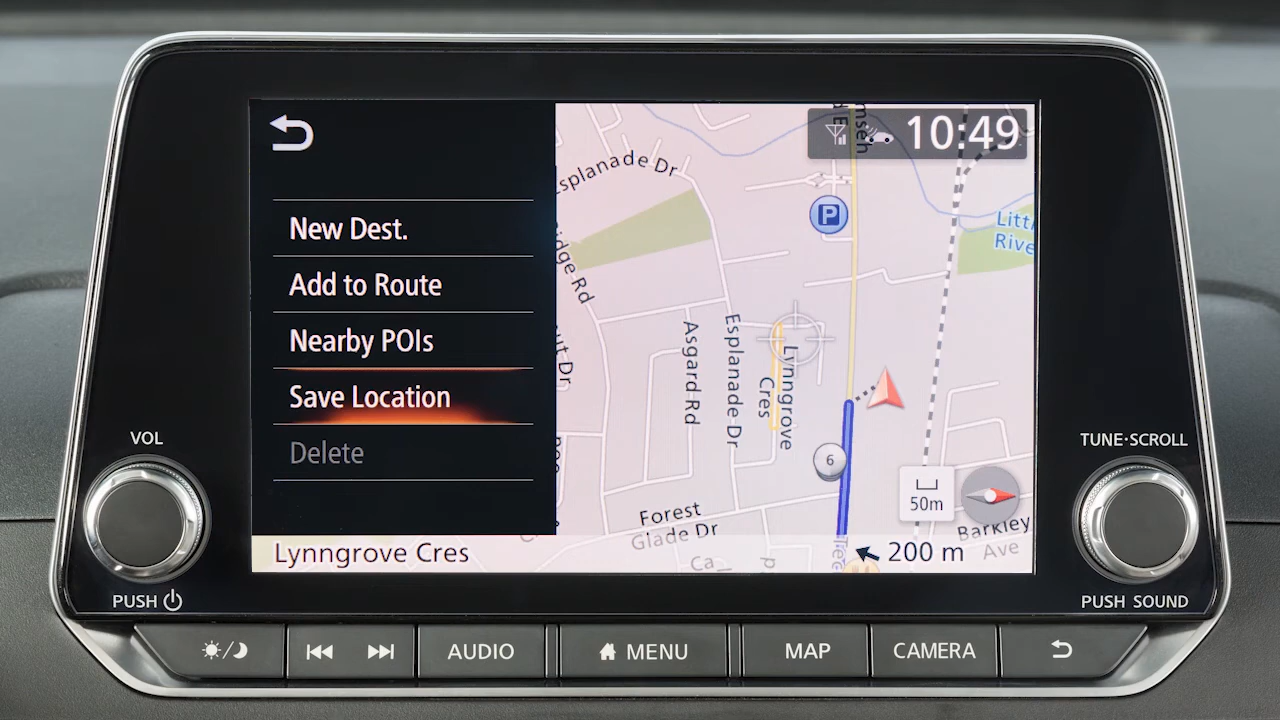 10:49
New Dest.
Add to Route
Nearby POIs
Save Location
Delete
Esplanade Dr
P
Asgard Rd
Esplanade Dr
Lynngrove
Cres
6
50m
Forest
Glade Dr
Barkley
Ave
Lynngrove Cres
200 m
VOL
PUSH
TUNE·SCROLL
PUSH SOUND
AUDIO
MENU
MAP
CAMERA